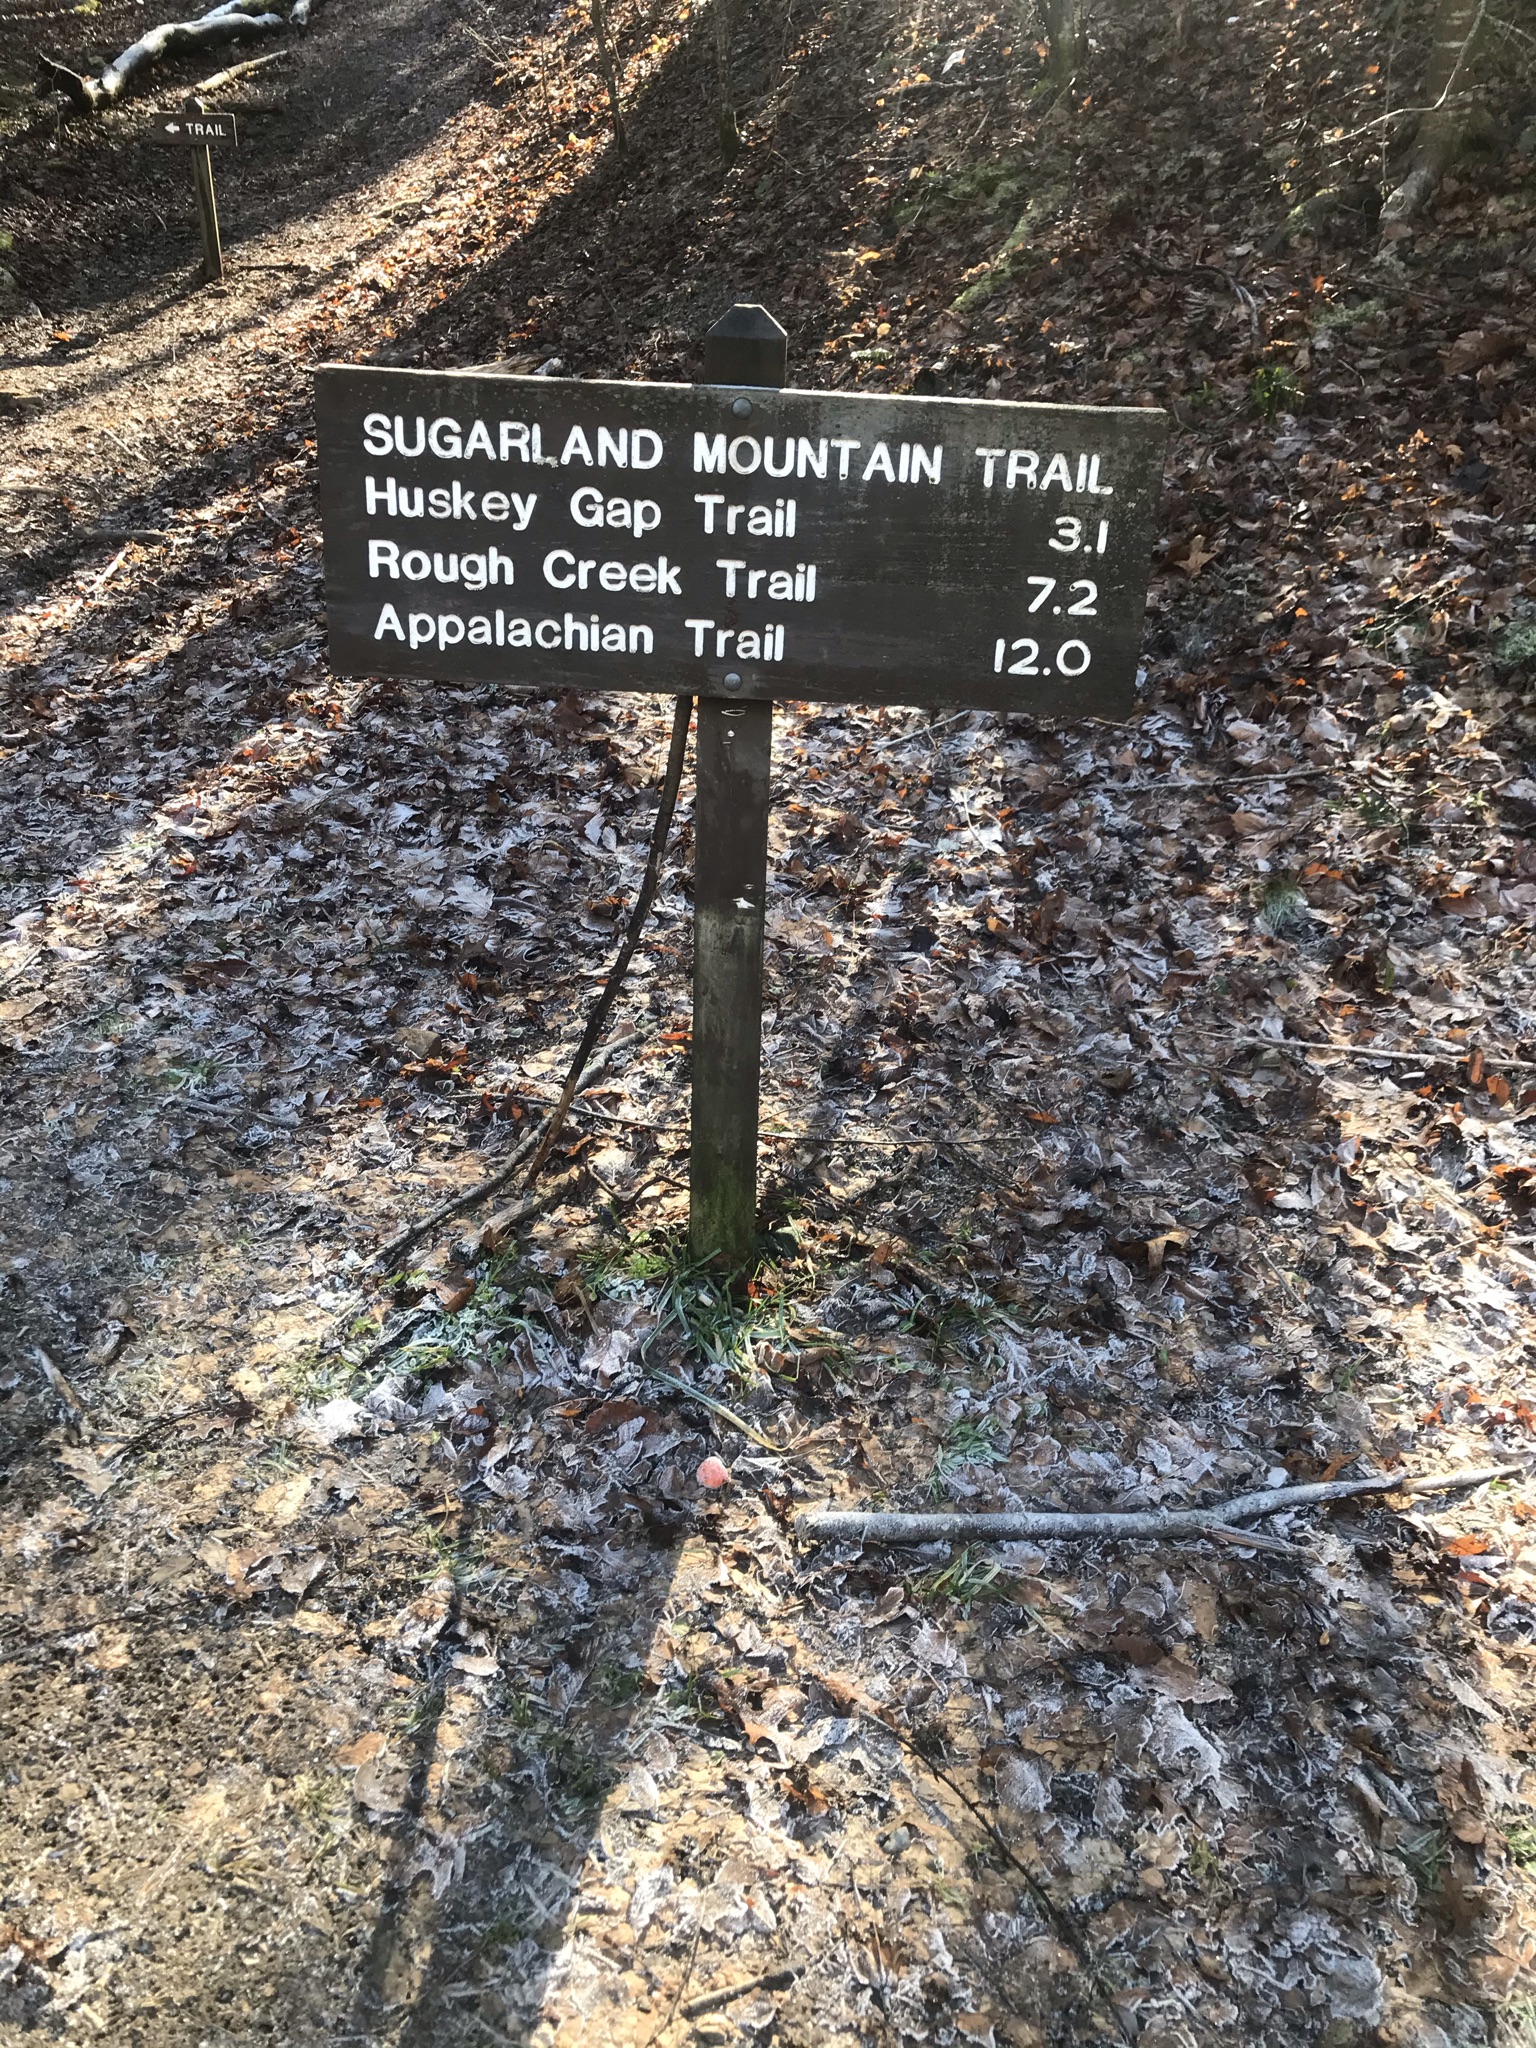 ← TRAIL
SUGARLAND MOUNTAIN TRAIL
Huskey Gap Trail 3.1
Rough Creek Trail 7.2
Appalachian Trail 12.0